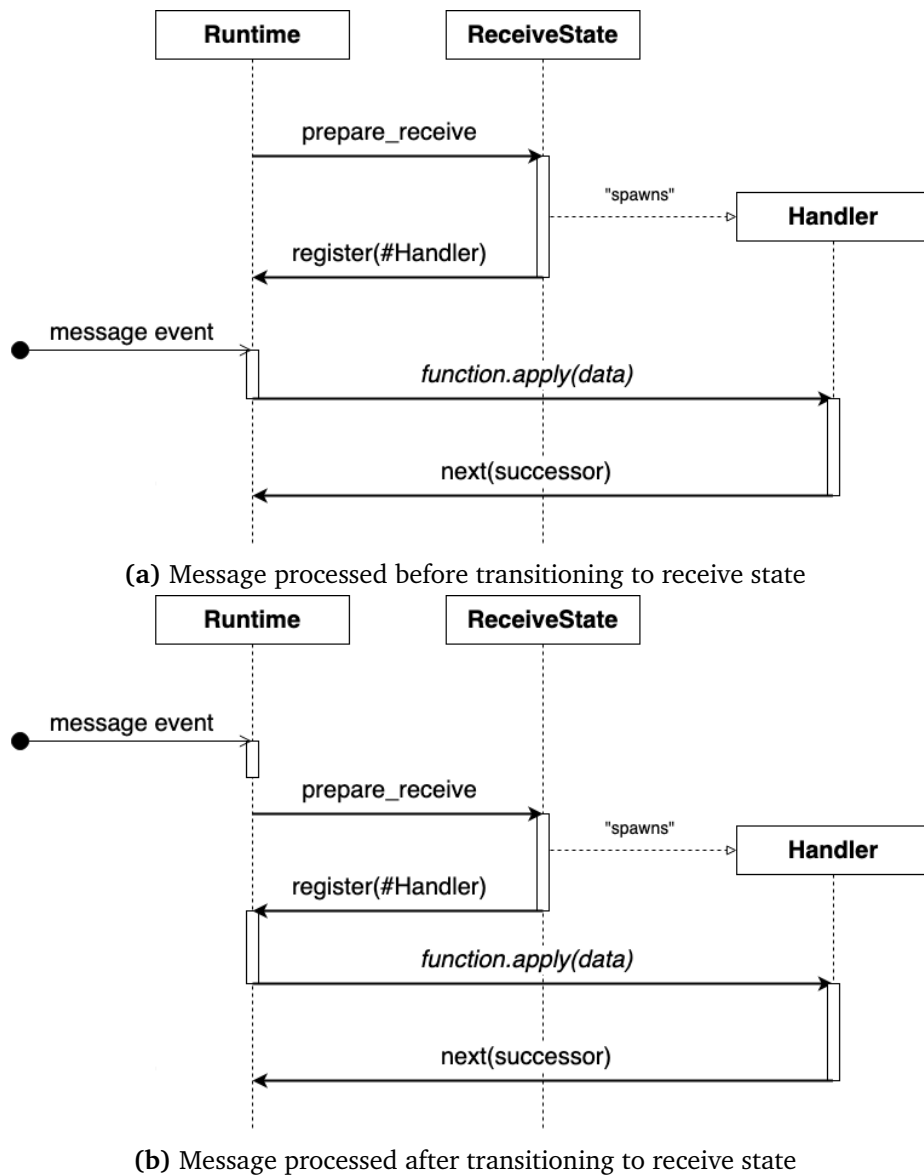 Runtime
ReceiveState
prepare_receive
"spawns"
Handler
register(#Handler)
message event
function.apply(data)
next(successor)
(a) Message processed before transitioning to receive state
Runtime
ReceiveState
message event
prepare_receive
"spawns"
Handler
register(#Handler)
function.apply(data)
next(successor)
(b) Message processed after transitioning to receive state